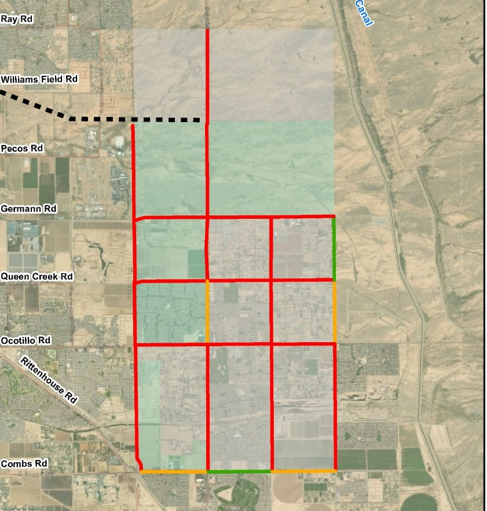 Ray Rd
Canal
Williams Field Rd
Pecos Rd
Germann Rd
Queen Creek Rd
Ocotillo Rd
Rittenhouse Rd
Combs Rd